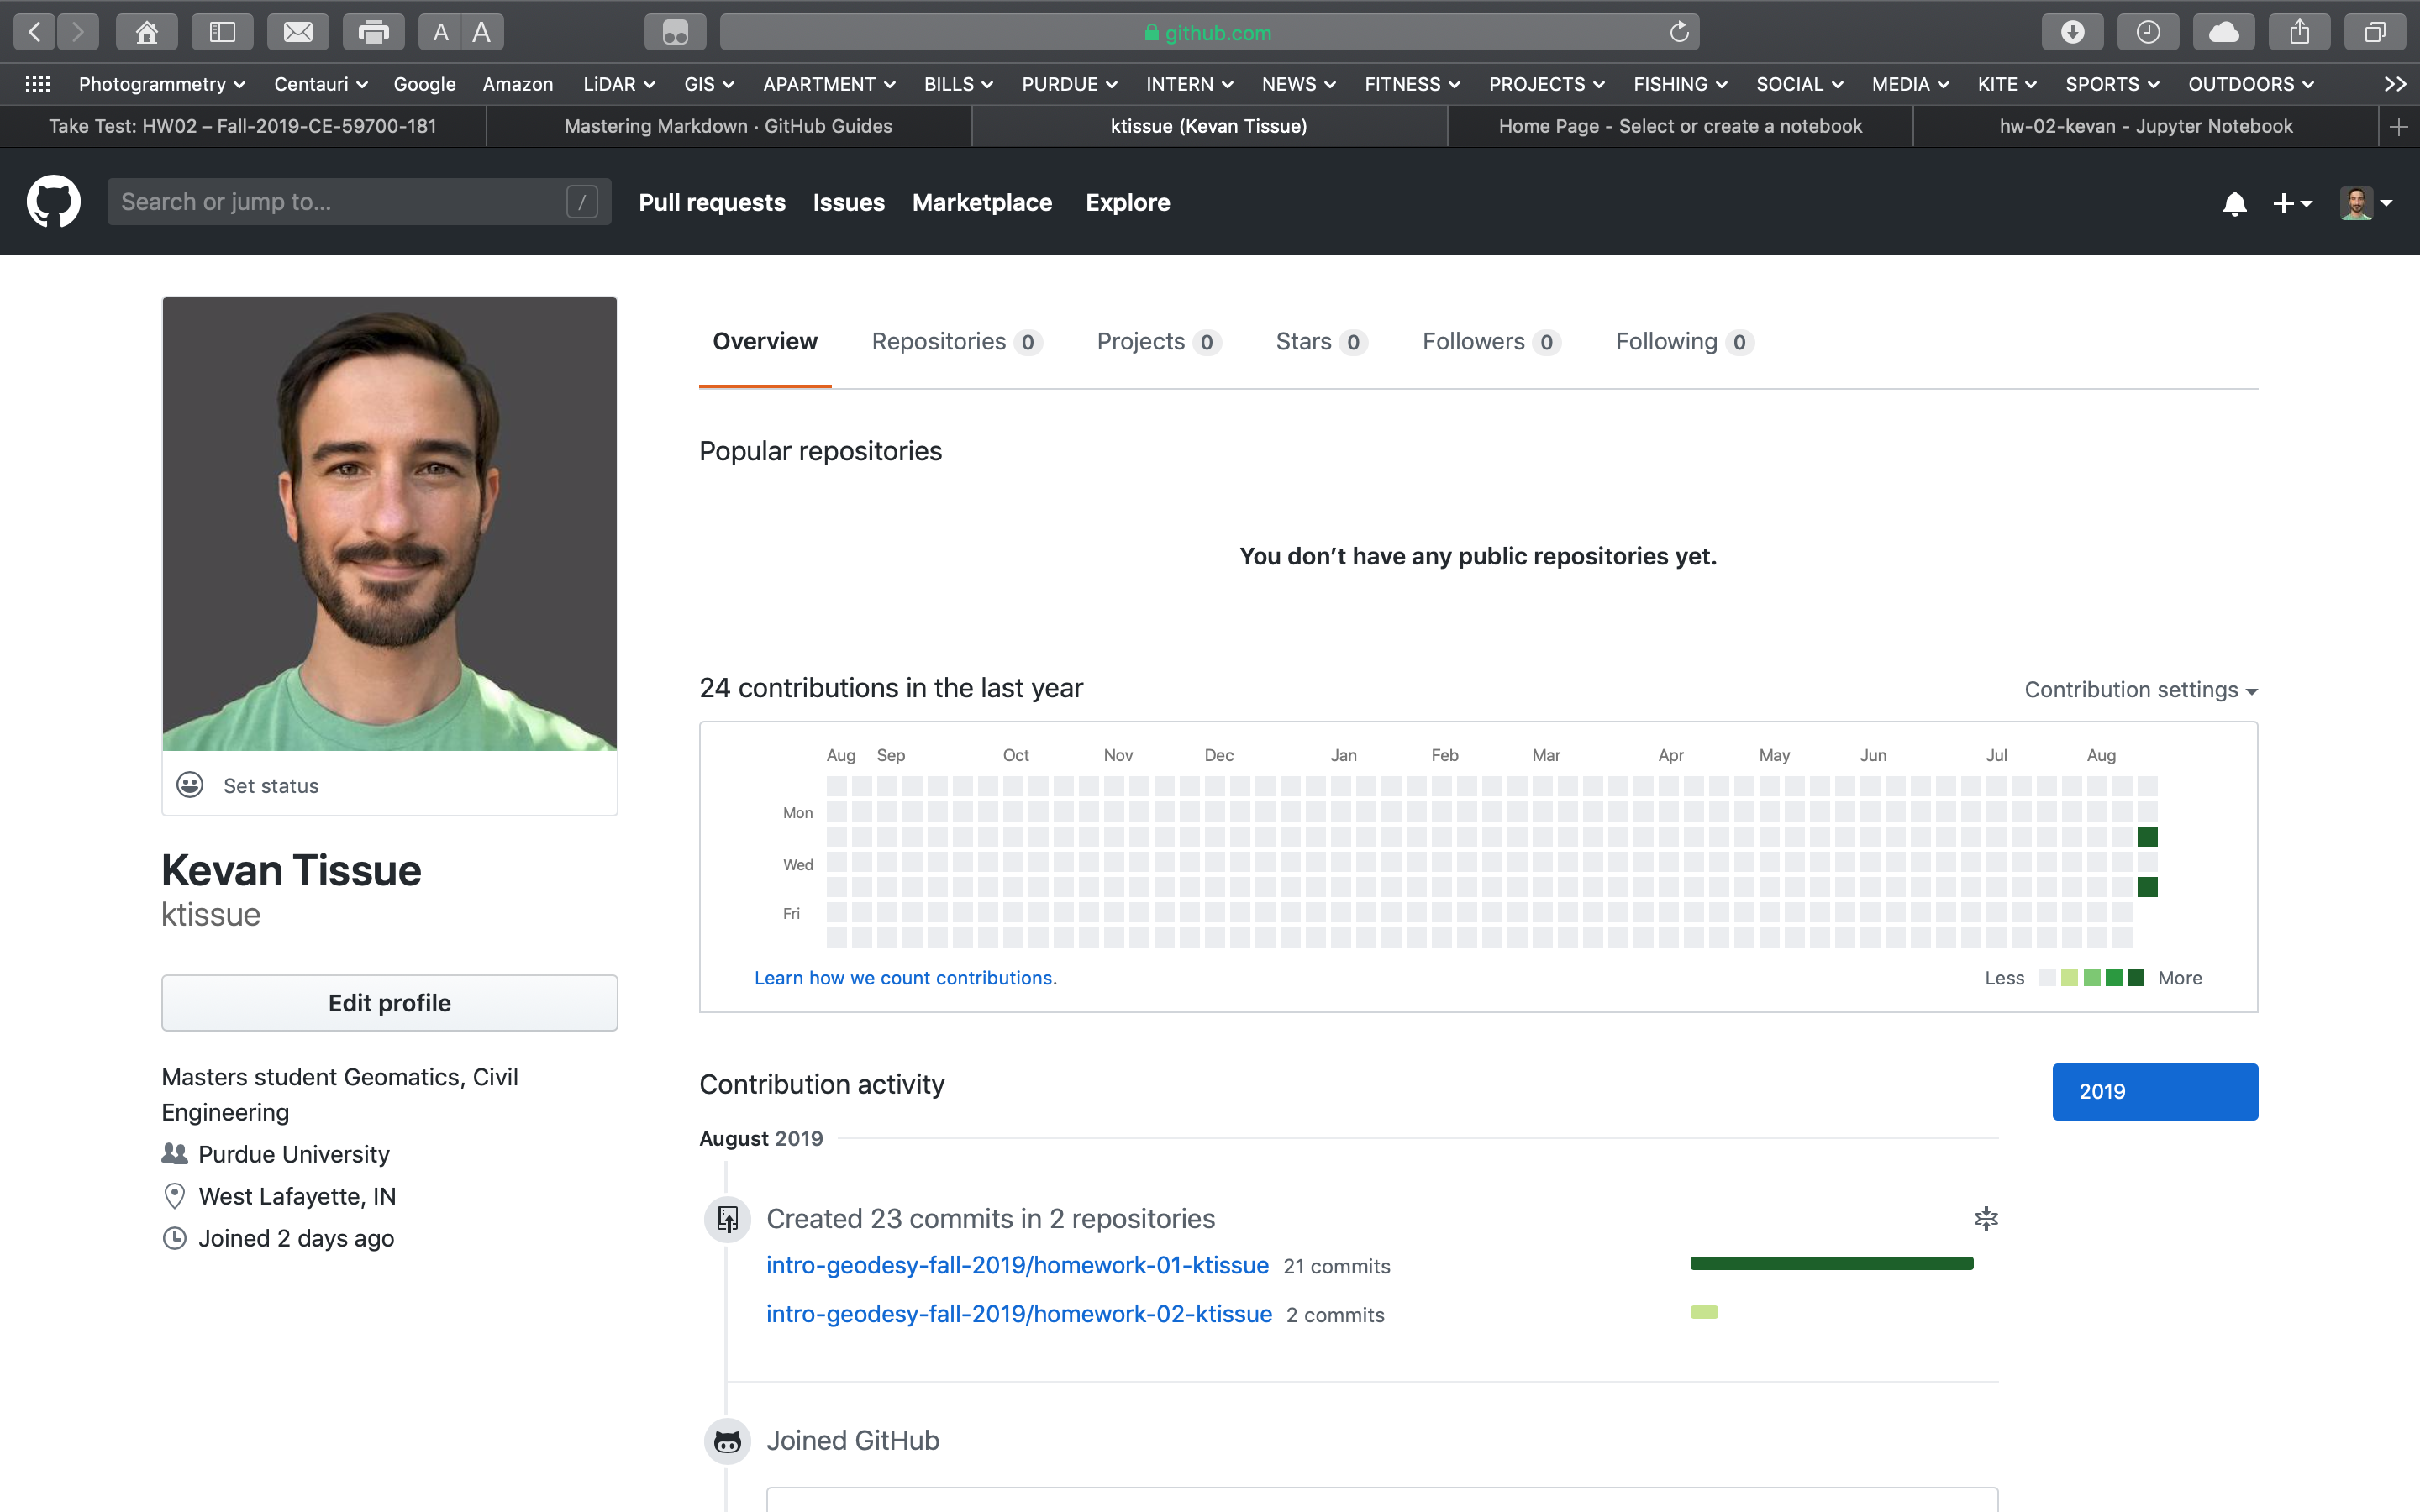 A A
github.com
Photogrammetry Centauri Google Amazon LiDAR GIS APARTMENT BILLS PURDUE INTERN NEWS FITNESS PROJECTS FISHING SOCIAL MEDIA KITE SPORTS OUTDOORS
Take Test: HW02 – Fall-2019-CE-59700-181
Mastering Markdown · GitHub Guides
ktissue (Kevan Tissue)
Home Page - Select or create a notebook
hw-02-kevan - Jupyter Notebook
Search or jump to... /
Pull requests Issues Marketplace Explore
Overview Repositories 0 Projects 0 Stars 0 Followers 0 Following 0
Popular repositories
You don’t have any public repositories yet.
Set status
Kevan Tissue
ktissue
Edit profile
Masters student Geomatics, Civil
Engineering
Purdue University
West Lafayette, IN
Joined 2 days ago
24 contributions in the last year
Contribution settings
Aug Sep Oct Nov Dec Jan Feb Mar Apr May Jun Jul Aug
Mon
Wed
Fri
Learn how we count contributions.
Less More
Contribution activity
2019
August 2019
Created 23 commits in 2 repositories
intro-geodesy-fall-2019/homework-01-ktissue 21 commits
intro-geodesy-fall-2019/homework-02-ktissue 2 commits
Joined GitHub